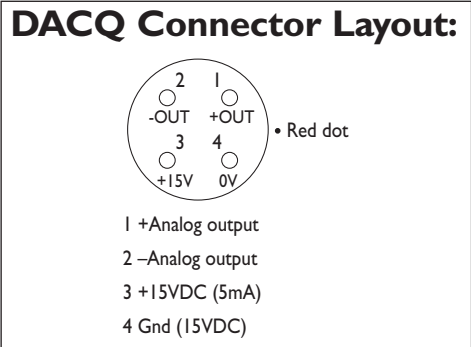 DACQ Connector Layout:
2 1
-OUT +OUT
• Red dot
3 4
+15V 0V
1 +Analog output
2 –Analog output
3 +15VDC (5mA)
4 Gnd (15VDC)